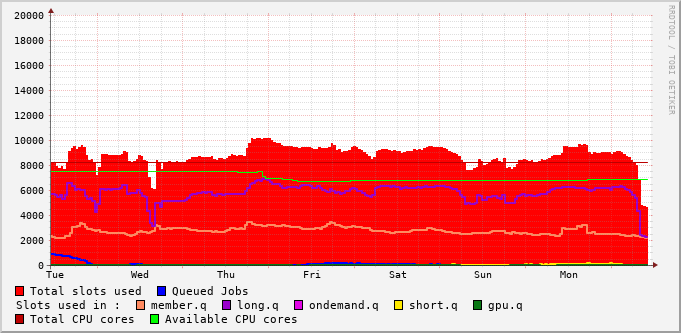 20000
18000
16000
14000
12000
10000
8000
6000
4000
2000
0
Tue Wed Thu Fri Sat Sun Mon
RRDTOOL / TOBI OETIKER
Total slots used Queued Jobs
Slots used in : member.q long.q ondemand.q short.q gpu.q
Total CPU cores Available CPU cores